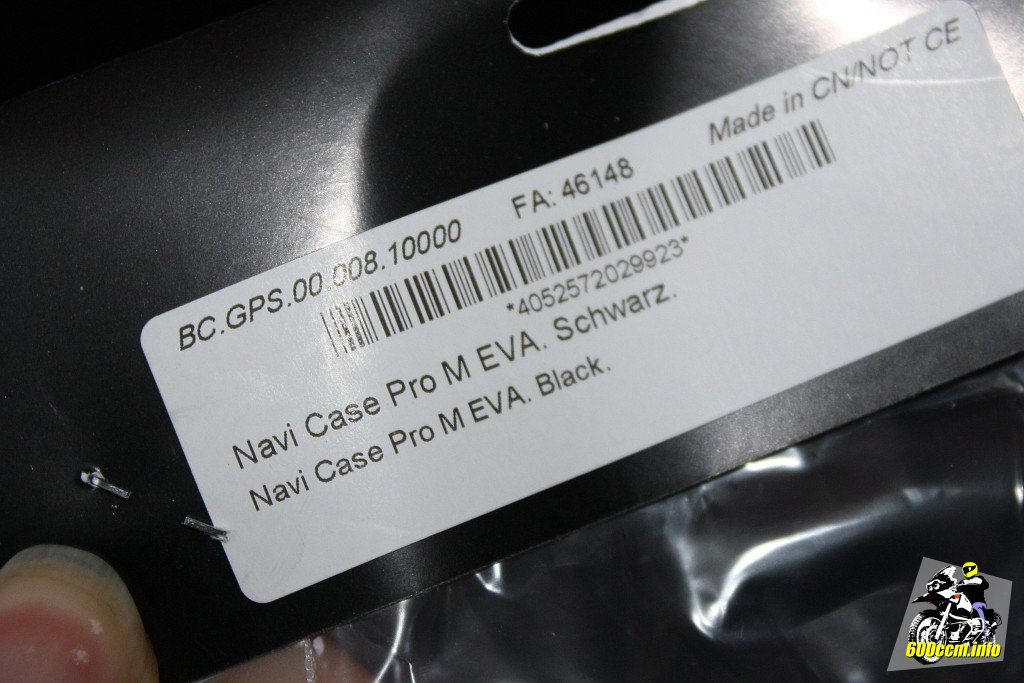 BC.GPS.00.008.10000 FA: 46148 Made in CN/NOT CE
*4052572029923*
Navi Case Pro M EVA. Schwarz.
Navi Case Pro M EVA. Black.
600ccm.info